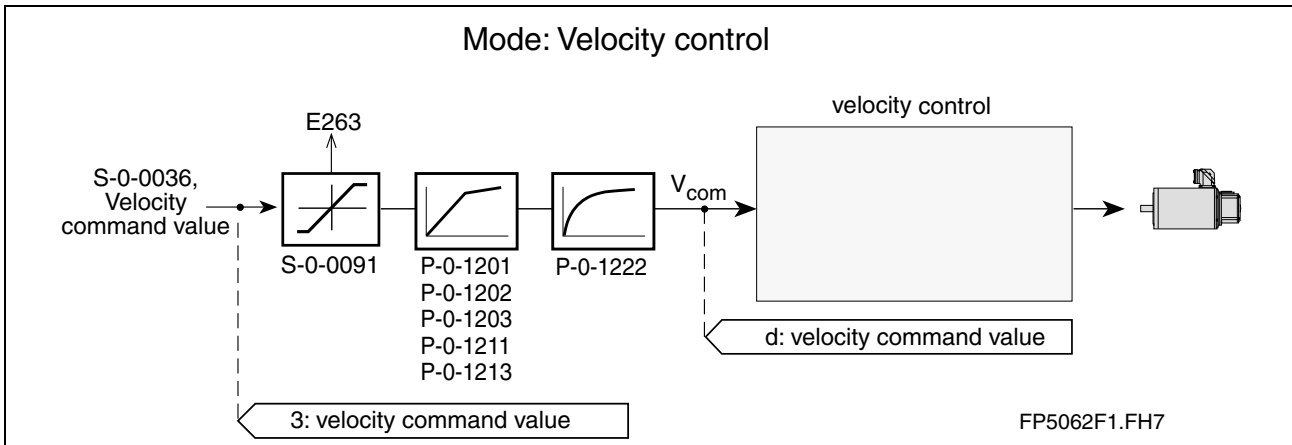 Mode: Velocity control
velocity control
E263
S-0-0036,
Velocity
command value
V_com
S-0-0091
P-0-1201
P-0-1202
P-0-1203
P-0-1211
P-0-1213
P-0-1222
d: velocity command value
3: velocity command value
FP5062F1.FH7